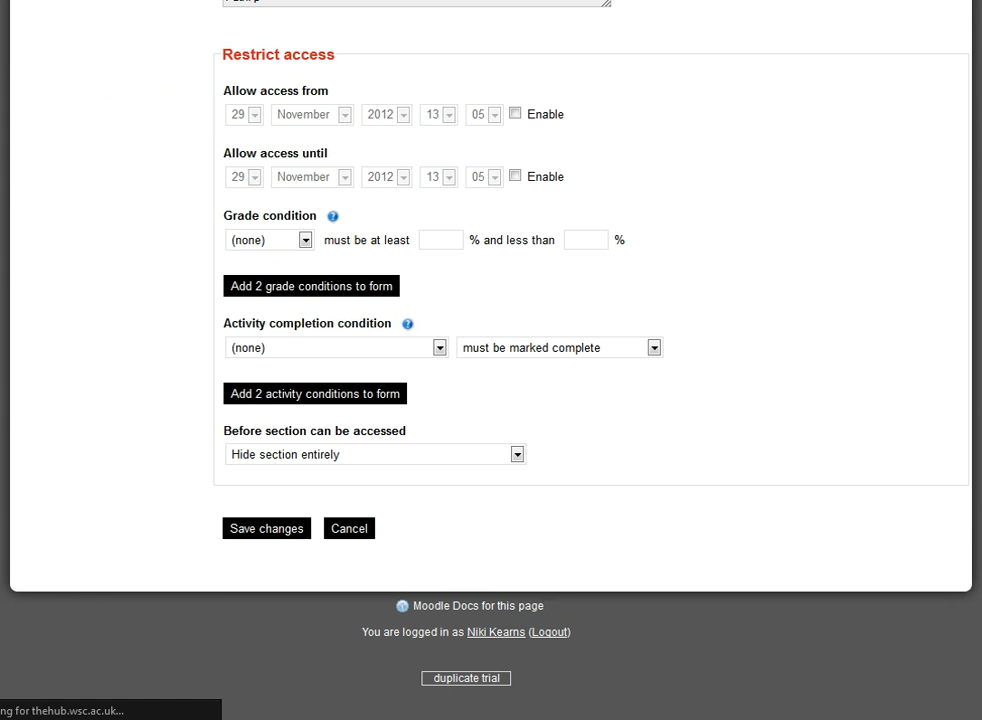 Restrict access
Allow access from
29 November 2012 13 05 Enable
Allow access until
29 November 2012 13 05 Enable
Grade condition ?
(none) must be at least % and less than %
Add 2 grade conditions to form
Activity completion condition ?
(none) must be marked complete
Add 2 activity conditions to form
Before section can be accessed
Hide section entirely
Save changes Cancel
Moodle Docs for this page
You are logged in as Niki Kearns (Logout)
duplicate trial
ng for thehub.wsc.ac.uk...